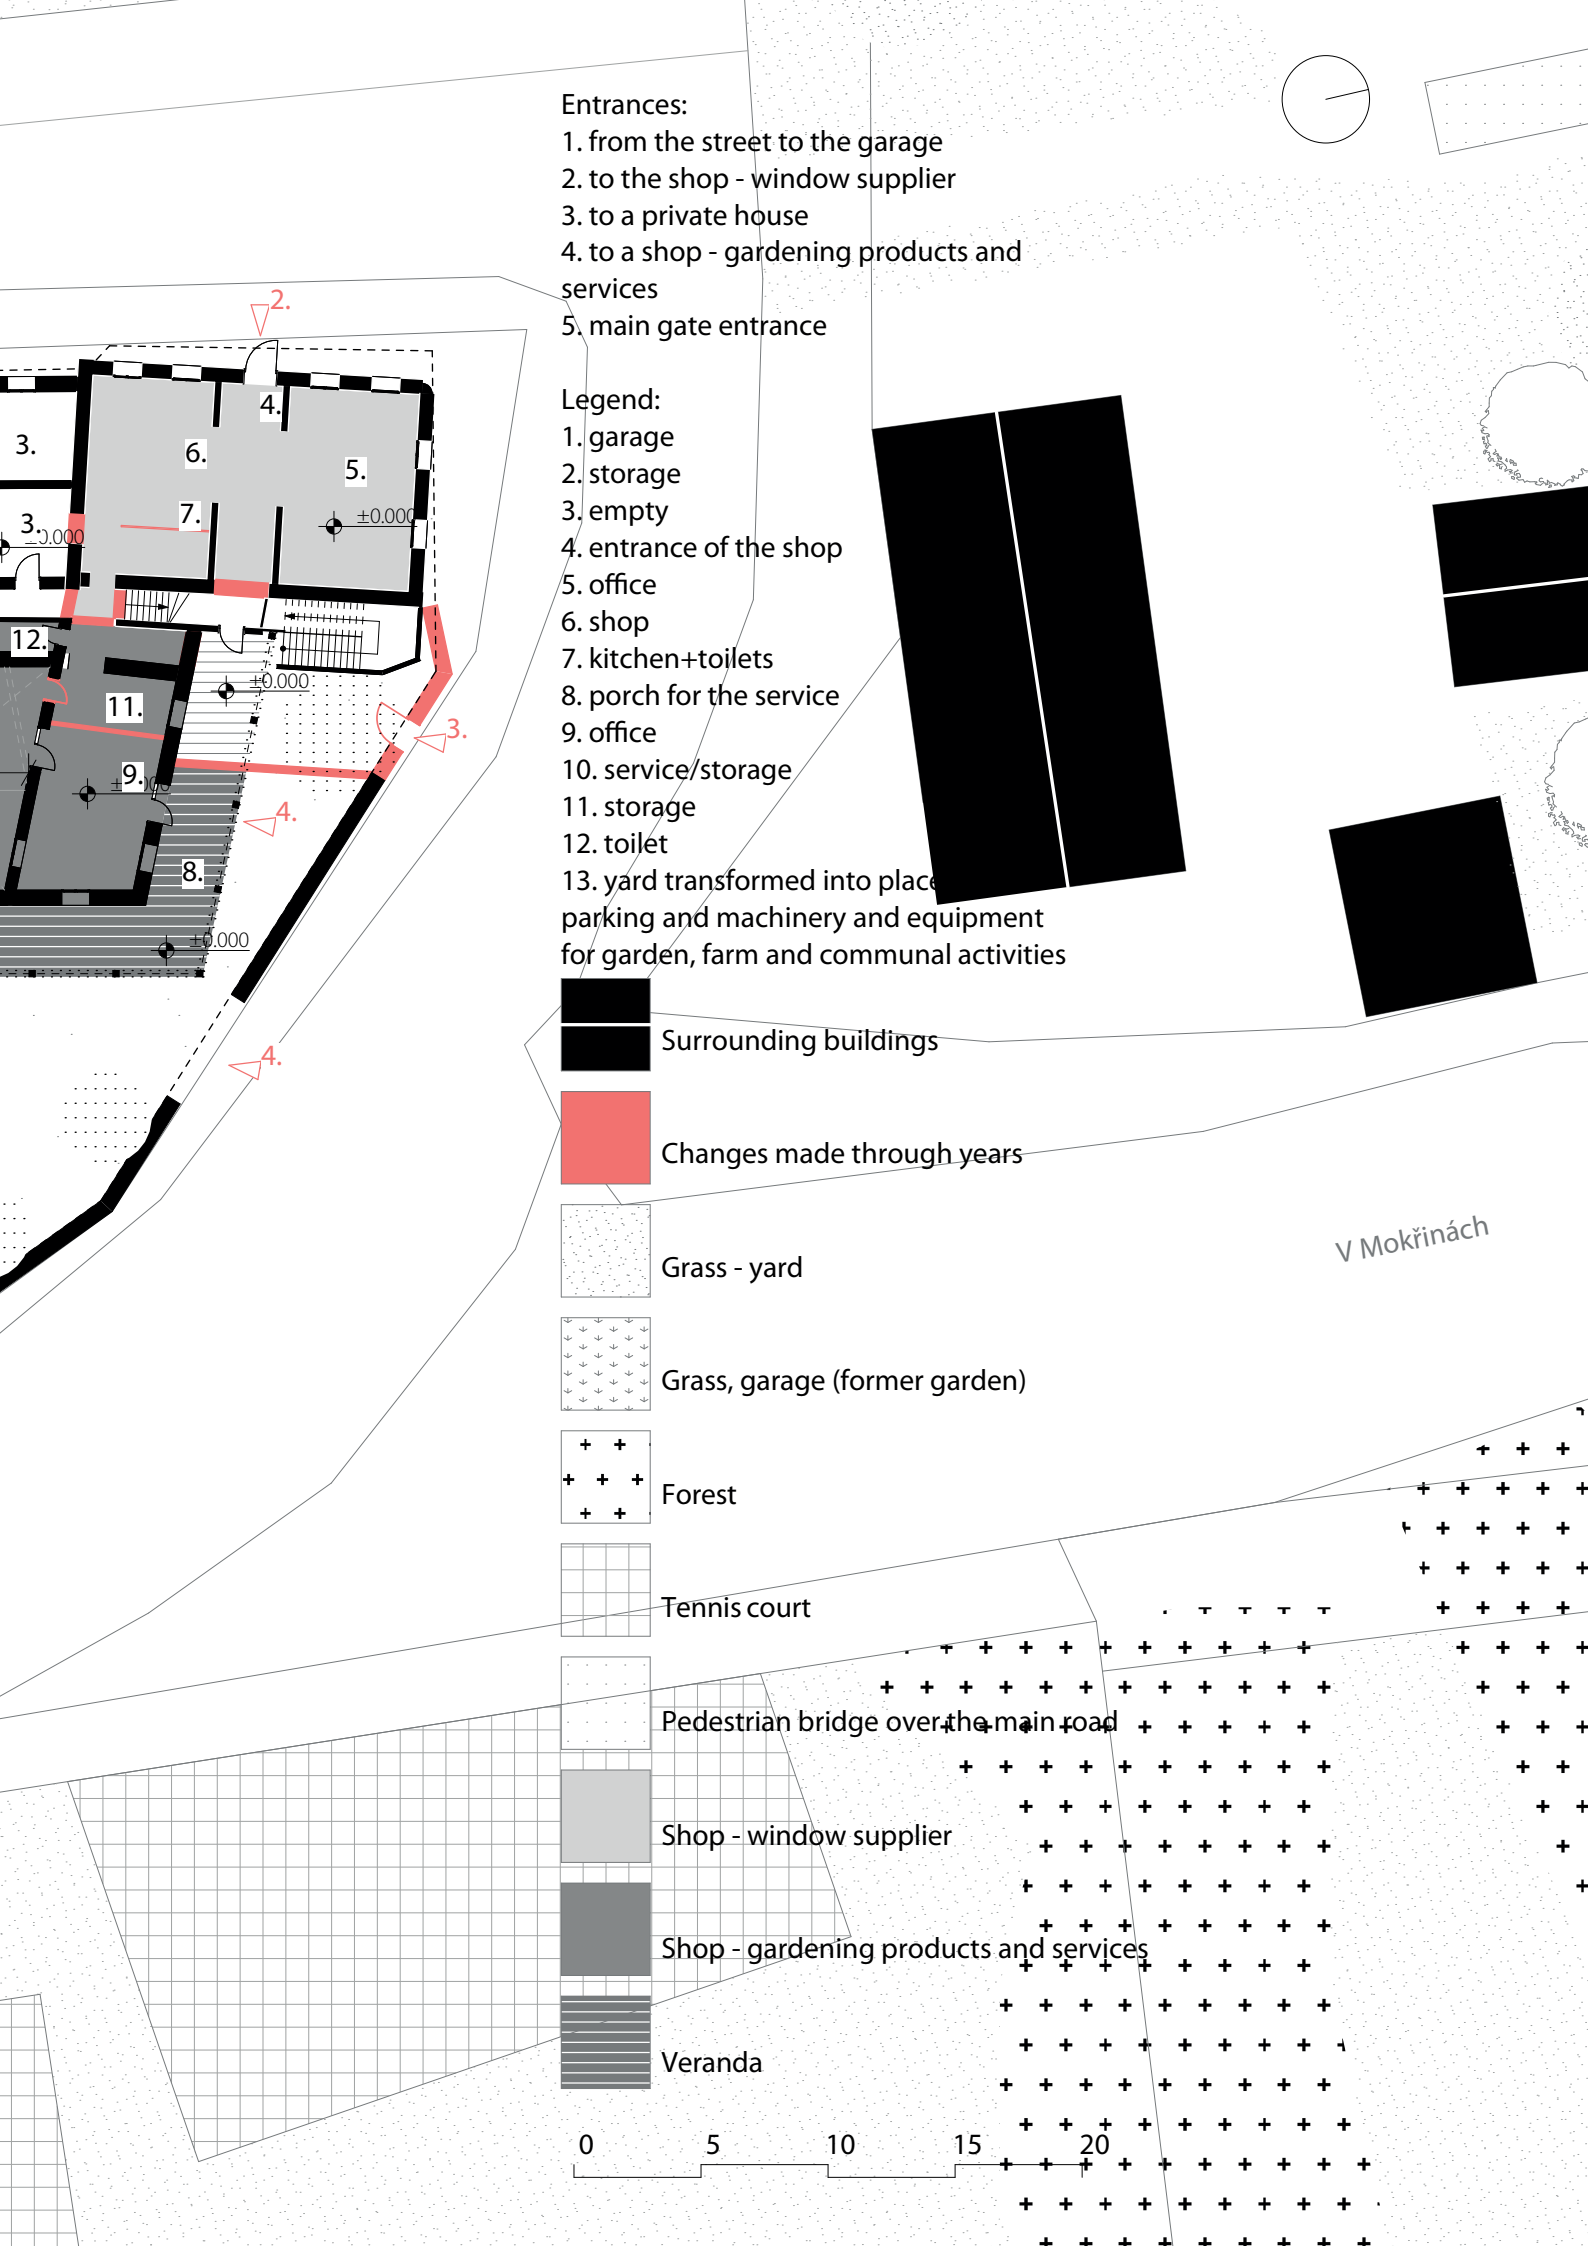 Entrances:
1. from the street to the garage
2. to the shop - window supplier
3. to a private house
4. to a shop - gardening products and
services
5. main gate entrance
Legend:
1. garage
2. storage
3. empty
4. entrance of the shop
5. office
6. shop
7. kitchen+toilets
8. porch for the service
9. office
10. service/storage
11. storage
12. toilet
13. yard transformed into place
parking and machinery and equipment
for garden, farm and communal activities
Surrounding buildings
Changes made through years
Grass - yard
Grass, garage (former garden)
Forest
Tennis court
Pedestrian bridge over the main road
Shop - window supplier
Shop - gardening products and services
Veranda
0 5 10 15 20
V Mokřinách
2.
4.
3.
6.
5.
7.
±0.000
3.
±0.000
12.
±0.000
11.
3.
9.
4.
8.
±0.000
4.